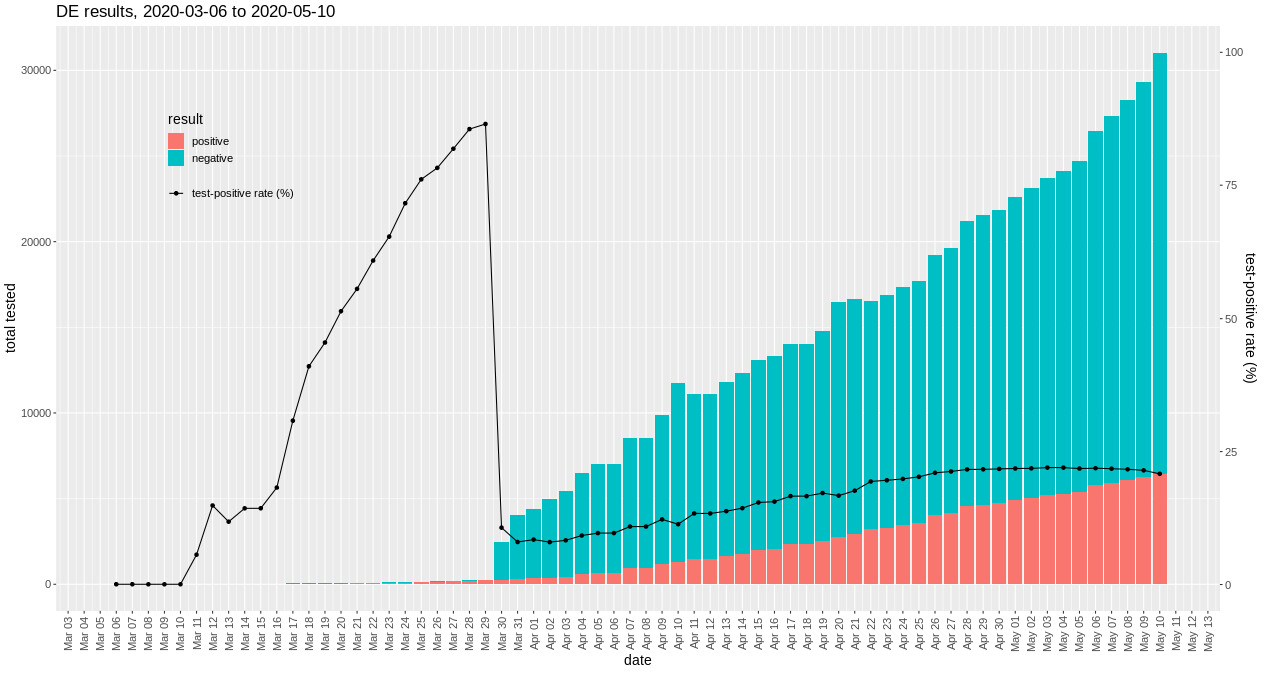 DE results, 2020-03-06 to 2020-05-10
total tested
30000
20000
10000
0
result
positive
negative
test-positive rate (%)
100
75
50
25
0
test-positive rate (%)
Mar 03
Mar 04
Mar 05
Mar 06
Mar 07
Mar 08
Mar 09
Mar 10
Mar 11
Mar 12
Mar 13
Mar 14
Mar 15
Mar 16
Mar 17
Mar 18
Mar 19
Mar 20
Mar 21
Mar 22
Mar 23
Mar 24
Mar 25
Mar 26
Mar 27
Mar 28
Mar 29
Mar 30
Mar 31
Apr 01
Apr 02
Apr 03
Apr 04
Apr 05
Apr 06
Apr 07
Apr 08
Apr 09
Apr 10
Apr 11
Apr 12
Apr 13
Apr 14
Apr 15
Apr 16
Apr 17
Apr 18
Apr 19
Apr 20
Apr 21
Apr 22
Apr 23
Apr 24
Apr 25
Apr 26
Apr 27
Apr 28
Apr 29
Apr 30
May 01
May 02
May 03
May 04
May 05
May 06
May 07
May 08
May 09
May 10
May 11
May 12
May 13
date